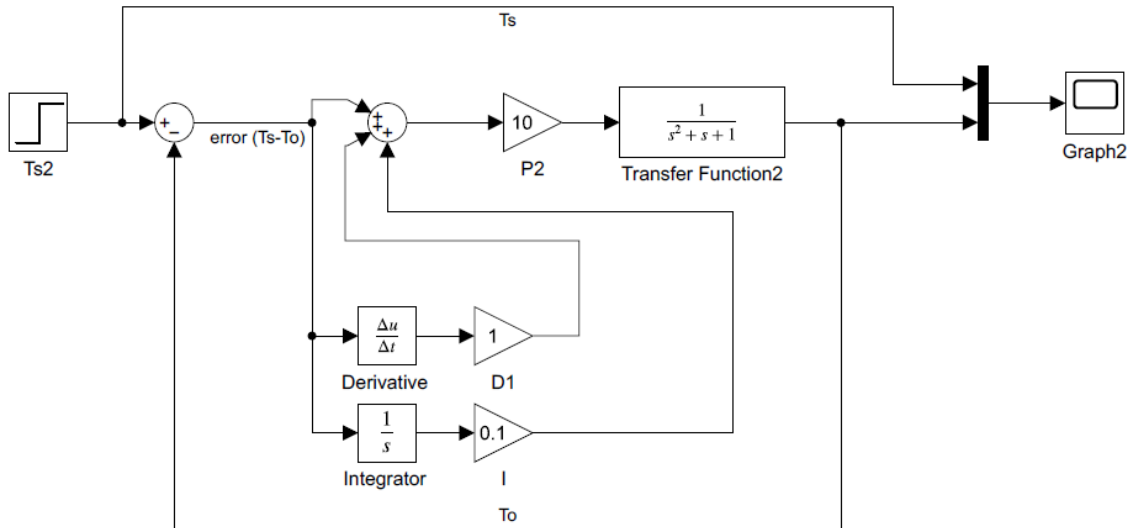 Ts
Ts2
+
−
error (Ts-To)
+
+
+
10
P2
1
s² + s + 1
Transfer Function2
Graph2
Δu
Δt
Derivative
1
D1
1
s
Integrator
0.1
I
To